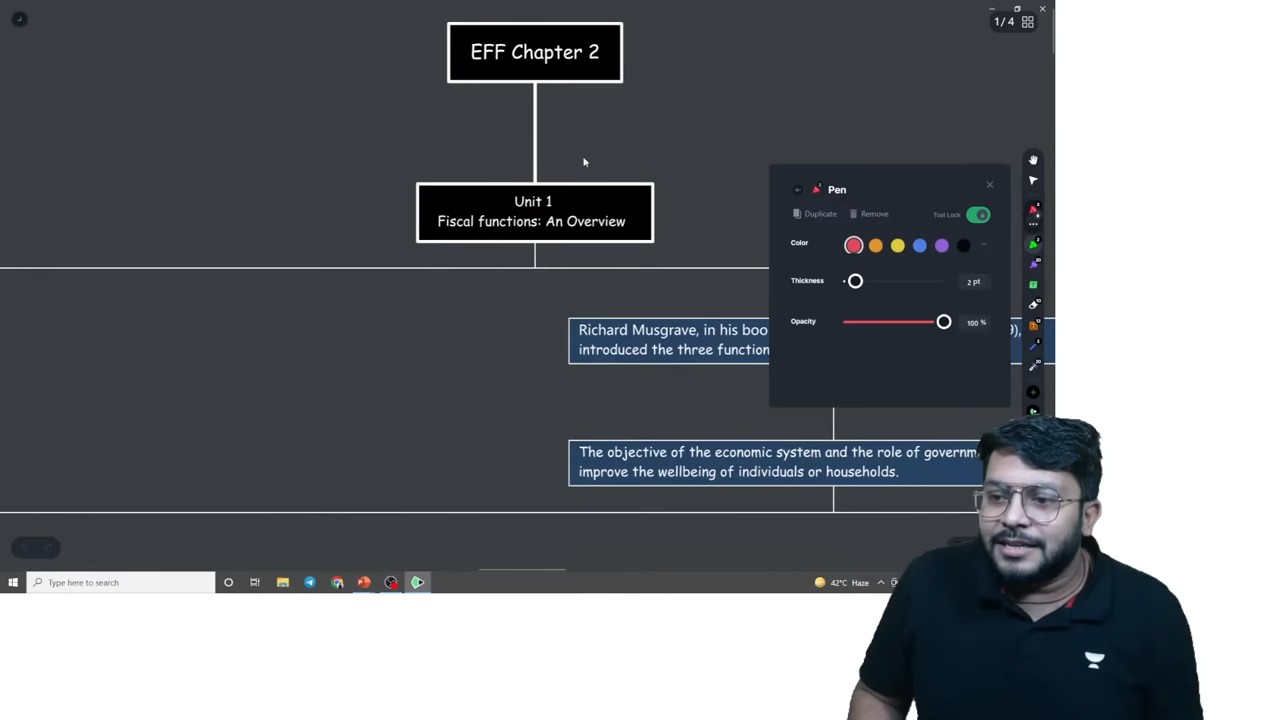 1/4
EFF Chapter 2
Unit 1
Fiscal functions: An Overview
Pen
Duplicate
Remove
Tool Lock
Color
Thickness
2 pt
Opacity
100 %
Richard Musgrave, in his boo
9),
introduced the three function
The objective of the economic system and the role of governm
improve the wellbeing of individuals or households.
Type here to search
42°C Haze